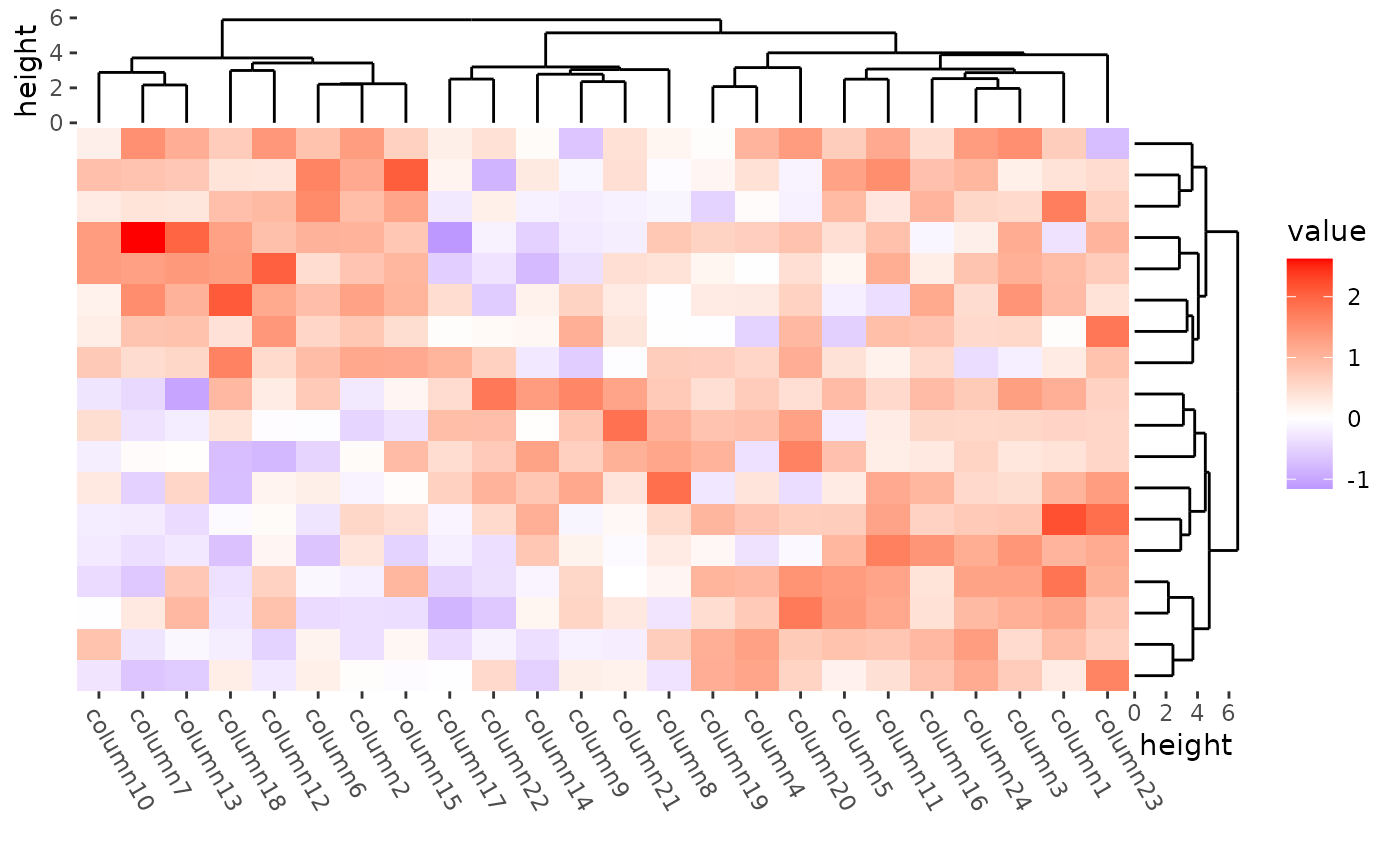 height
6
4
2
0
value
2
1
0
-1
column10
column7
column13
column18
column12
column6
column2
column15
column17
column22
column14
column9
column21
column8
column19
column4
column20
column5
column11
column16
column24
column3
column1
column23
0 2 4 6
height